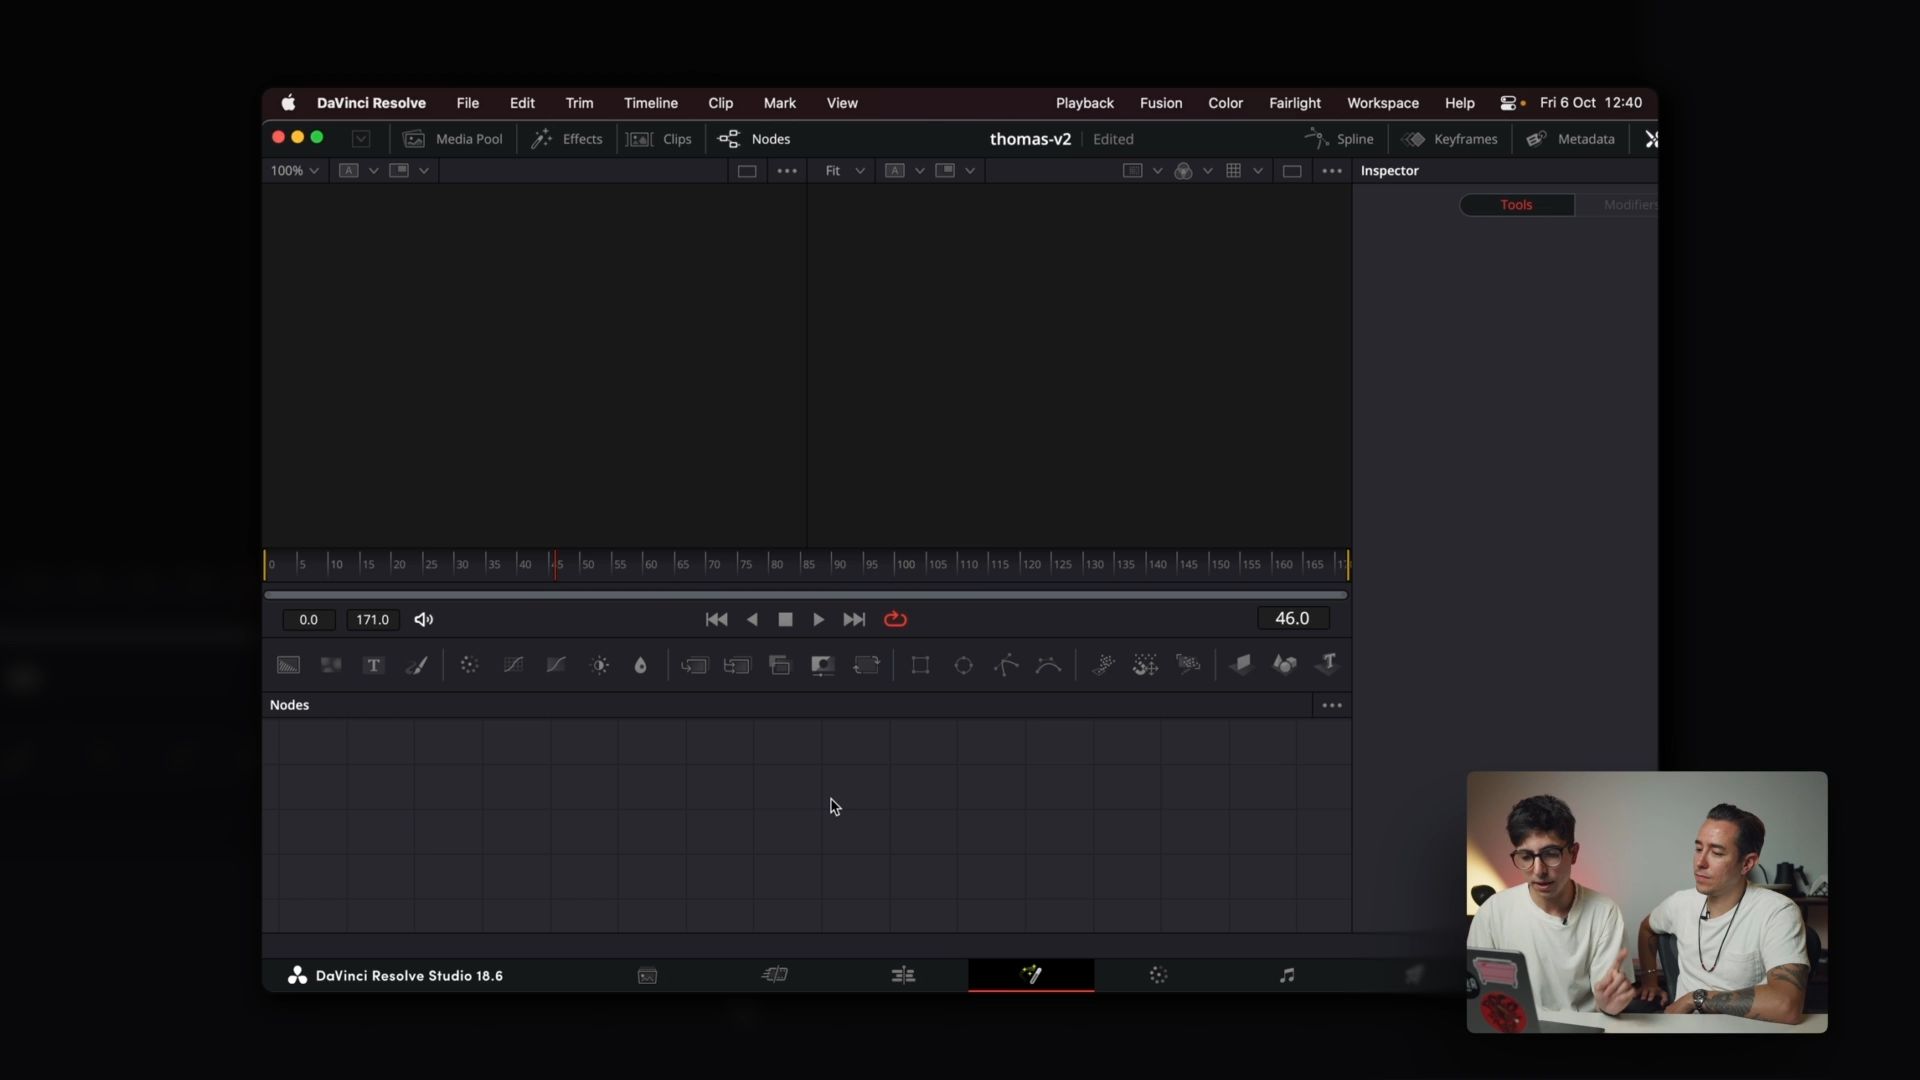 DaVinci Resolve File Edit Trim Timeline Clip Mark View Playback Fusion Color Fairlight Workspace Help Fri 6 Oct 12:40
Media Pool Effects Clips Nodes thomas-v2 Edited Spline Keyframes Metadata
100% A Fit A Inspector
Tools Modifiers
0 5 10 15 20 25 30 35 40 45 50 55 60 65 70 75 80 85 90 95 100 105 110 115 120 125 130 135 140 145 150 155 160 165
0.0 171.0 46.0
T T
Nodes
DaVinci Resolve Studio 18.6